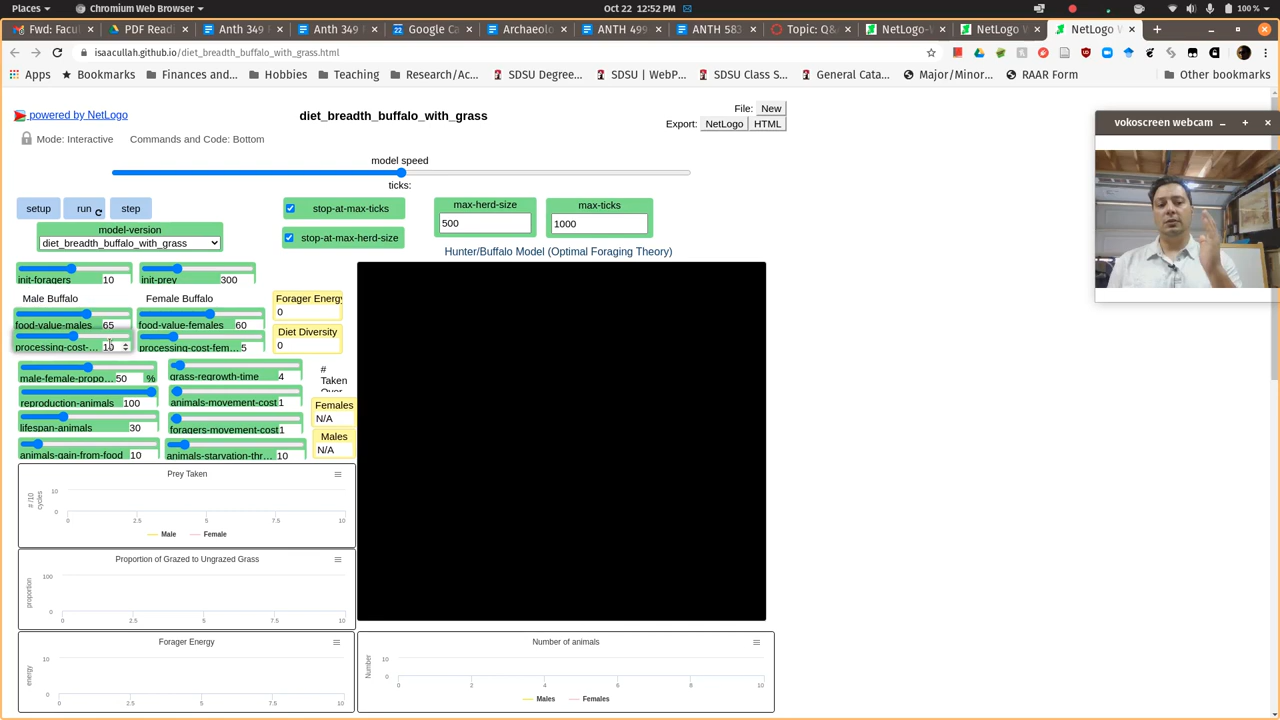 Places
Chromium Web Browser
Oct 22 12:52 PM
100 %
Fwd: Facul
PDF Readi
Anth 349
Anth 349
Google Ca
Archaeolo
ANTH 499
ANTH 583
Topic: Q&
NetLogo-W
NetLogo W
NetLogo W
isaacullah.github.io/diet_breadth_buffalo_with_grass.html
Apps
Bookmarks
Finances and...
Hobbies
Teaching
Research/Ac...
SDSU Degree...
SDSU | WebP...
SDSU Class S...
General Cata...
Major/Minor...
RAAR Form
Other bookmarks
powered by NetLogo
diet_breadth_buffalo_with_grass
File: New
Export: NetLogo HTML
Mode: Interactive
Commands and Code: Bottom
vokoscreen webcam
model speed
ticks:
setup
run
step
stop-at-max-ticks
max-herd-size
500
max-ticks
1000
model-version
diet_breadth_buffalo_with_grass
stop-at-max-herd-size
Hunter/Buffalo Model (Optimal Foraging Theory)
init-foragers 10
init-prey 300
Male Buffalo
Female Buffalo
Forager Energy
0
food-value-males 65
food-value-females 60
Diet Diversity
0
processing-cost-... 10
processing-cost-fem... 5
male-female-propo... 50 %
grass-regrowth-time 4
# Taken Over
reproduction-animals 100
animals-movement-cost 1
Females
N/A
lifespan-animals 30
foragers-movement-cost 1
Males
N/A
animals-gain-from-food 10
animals-starvation-thr... 10
Prey Taken
# /10 cycles
10
0
0 2.5 5 7.5 10
Male Female
Proportion of Grazed to Ungrazed Grass
proportion
100
0
0 2.5 5 7.5 10
Forager Energy
energy
10
0
0 2.5 5 7.5 10
Number of animals
Number
10
0
0 2 4 6 8 10
Males Females